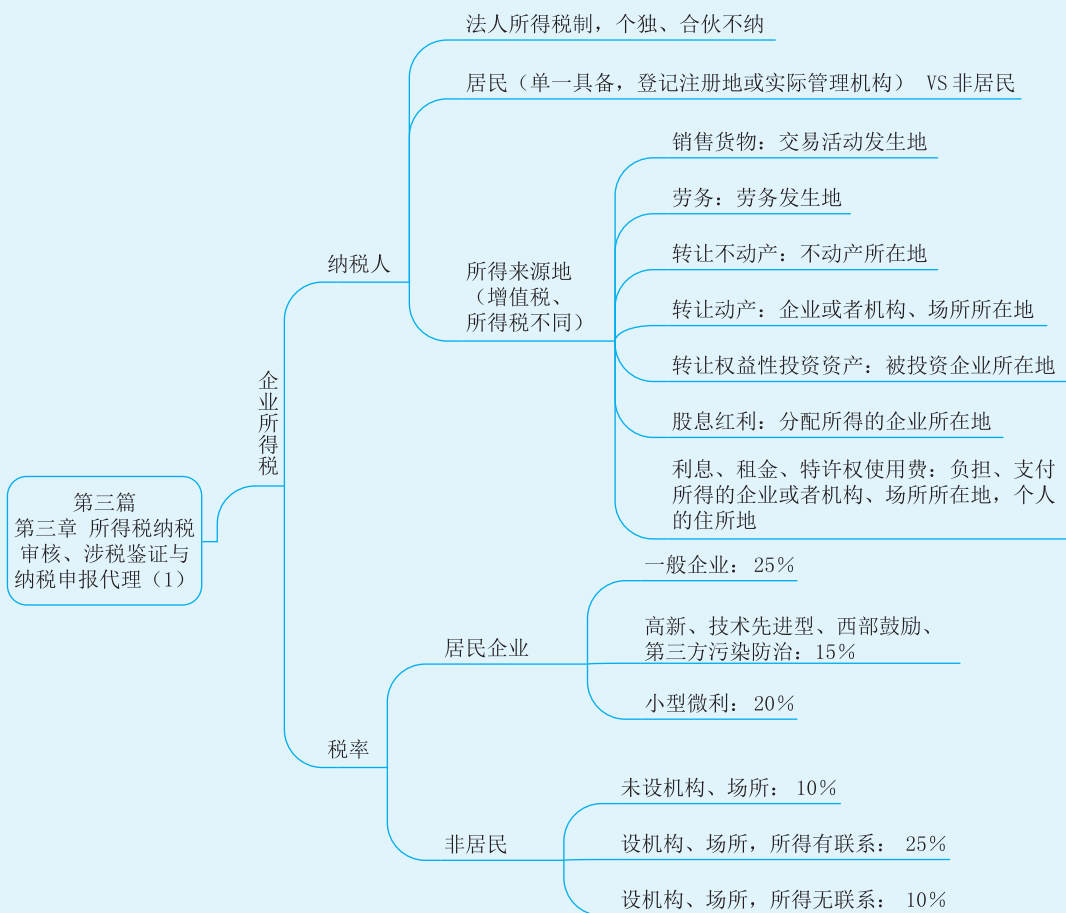 第三篇
第三章 所得税纳税
审核、涉税鉴证与
纳税申报代理（1）
企业所得税
纳税人
法人所得税制，个独、合伙不纳
居民（单一具备，登记注册地或实际管理机构） VS 非居民
所得来源地
（增值税、
所得税不同）
销售货物：交易活动发生地
劳务：劳务发生地
转让不动产：不动产所在地
转让动产：企业或者机构、场所所在地
转让权益性投资资产：被投资企业所在地
股息红利：分配所得的企业所在地
利息、租金、特许权使用费：负担、支付
所得的企业或者机构、场所所在地，个人
的住所地
税率
居民企业
一般企业：25%
高新、技术先进型、西部鼓励、
第三方污染防治：15%
小型微利：20%
非居民
未设机构、场所：10%
设机构、场所，所得有联系：25%
设机构、场所，所得无联系：10%